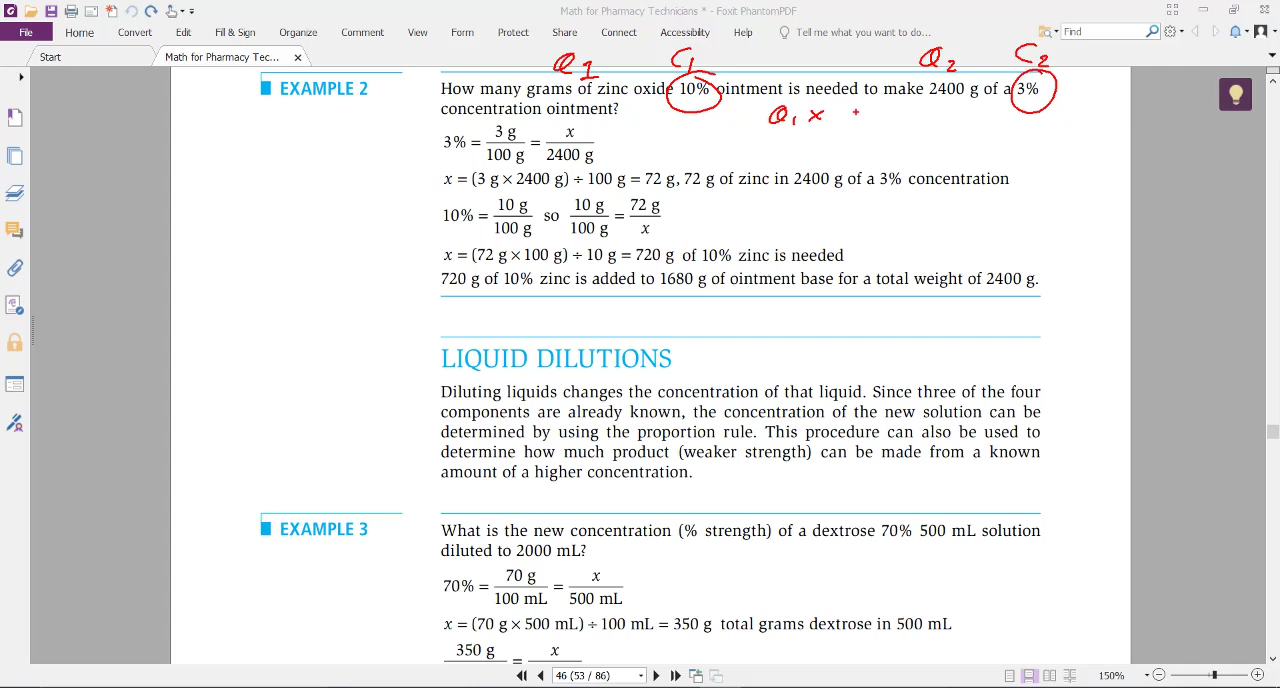 Math for Pharmacy Technicians * - Foxit PhantomPDF
File Home Convert Edit Fill & Sign Organize Comment View Form Protect Share Connect Accessibility Help Tell me what you want to do... Find
Start Math for Pharmacy Tec... ×
Q1 C1 Q2 C2
EXAMPLE 2 How many grams of zinc oxide 10% ointment is needed to make 2400 g of a 3%
concentration ointment?
Q1 x
3% = 3 g / 100 g = x / 2400 g
x = (3 g × 2400 g) ÷ 100 g = 72 g, 72 g of zinc in 2400 g of a 3% concentration
10% = 10 g / 100 g so 10 g / 100 g = 72 g / x
x = (72 g × 100 g) ÷ 10 g = 720 g of 10% zinc is needed
720 g of 10% zinc is added to 1680 g of ointment base for a total weight of 2400 g.
LIQUID DILUTIONS
Diluting liquids changes the concentration of that liquid. Since three of the four
components are already known, the concentration of the new solution can be
determined by using the proportion rule. This procedure can also be used to
determine how much product (weaker strength) can be made from a known
amount of a higher concentration.
EXAMPLE 3 What is the new concentration (% strength) of a dextrose 70% 500 mL solution
diluted to 2000 mL?
70% = 70 g / 100 mL = x / 500 mL
x = (70 g × 500 mL) ÷ 100 mL = 350 g total grams dextrose in 500 mL
350 g = x
46 (53 / 86) 150%